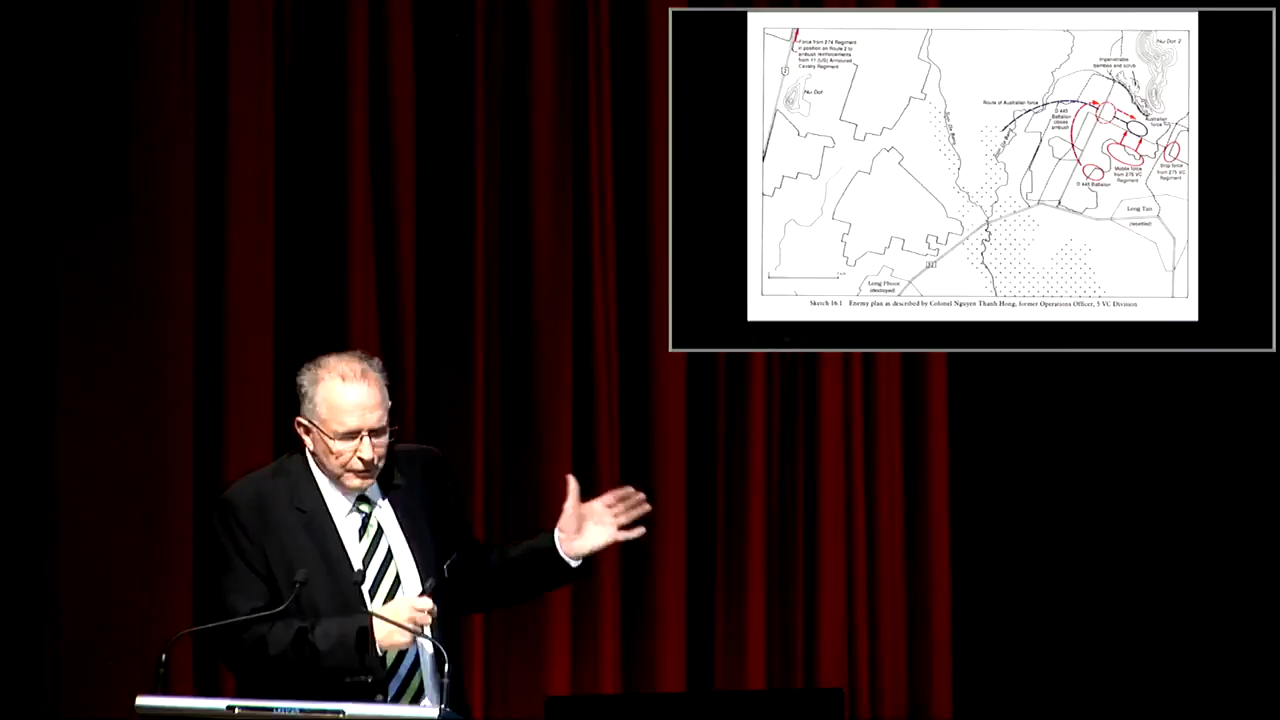 Force from 274 Regiment
in position on Route 2 to
ambush reinforcements
from 11 (US) Armoured
Cavalry Regiment
2
Nui Dat
Nui Dat 2
Impenetrable
bamboo and scrub
Route of Australian force
D 445
Battalion
closes
ambush
Australian
force
Mobile force
from 275 VC
Regiment
Stop force
from 275 VC
Regiment
D 445 Battalion
Long Tan
(resettled)
52
Long Phuoc
(destroyed)
Sketch 16.1 Enemy plan as described by Colonel Nguyen Thanh Hong, former Operations Officer, 5 VC Division